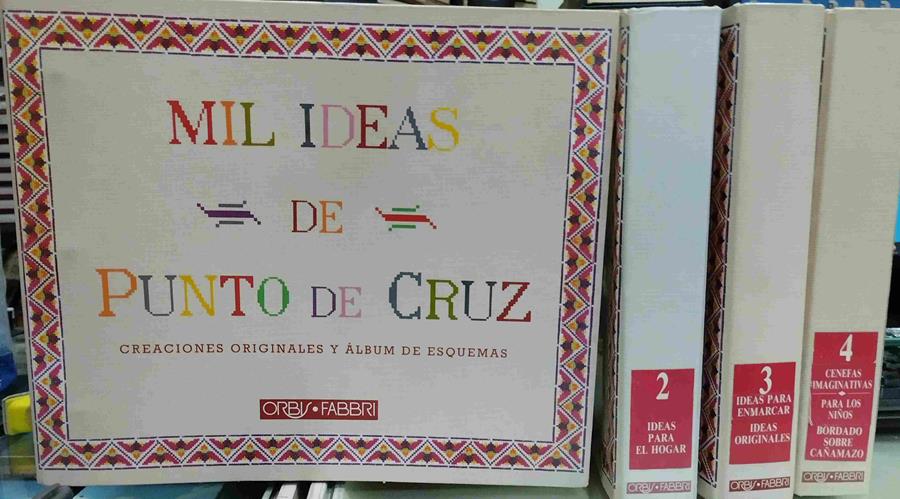 MIL IDEAS
DE
PUNTO DE CRUZ
CREACIONES ORIGINALES Y ÁLBUM DE ESQUEMAS
ORBIS•FABBRI
2
IDEAS
PARA
EL HOGAR
ORBIS•FABBRI
3
IDEAS PARA
ENMARCAR
IDEAS
ORIGINALES
ORBIS•FABBRI
4
CENEFAS
IMAGINATIVAS
PARA LOS
NIÑOS
BORDADO
SOBRE
CAÑAMAZO
ORBIS•FABBRI